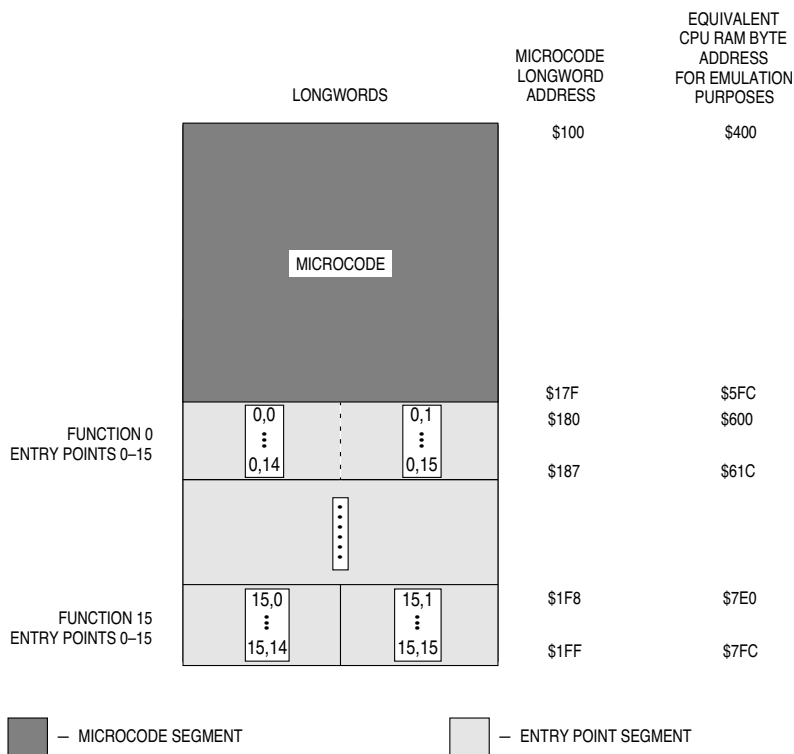 EQUIVALENT
CPU RAM BYTE
ADDRESS
FOR EMULATION
PURPOSES
MICROCODE
LONGWORD
ADDRESS
LONGWORDS
$100
$400
MICROCODE
$17F
$5FC
FUNCTION 0
ENTRY POINTS 0–15
0,0
0,14
0,1
0,15
$180
$600
$187
$61C
FUNCTION 15
ENTRY POINTS 0–15
15,0
15,14
15,1
15,15
$1F8
$7E0
$1FF
$7FC
– MICROCODE SEGMENT
– ENTRY POINT SEGMENT